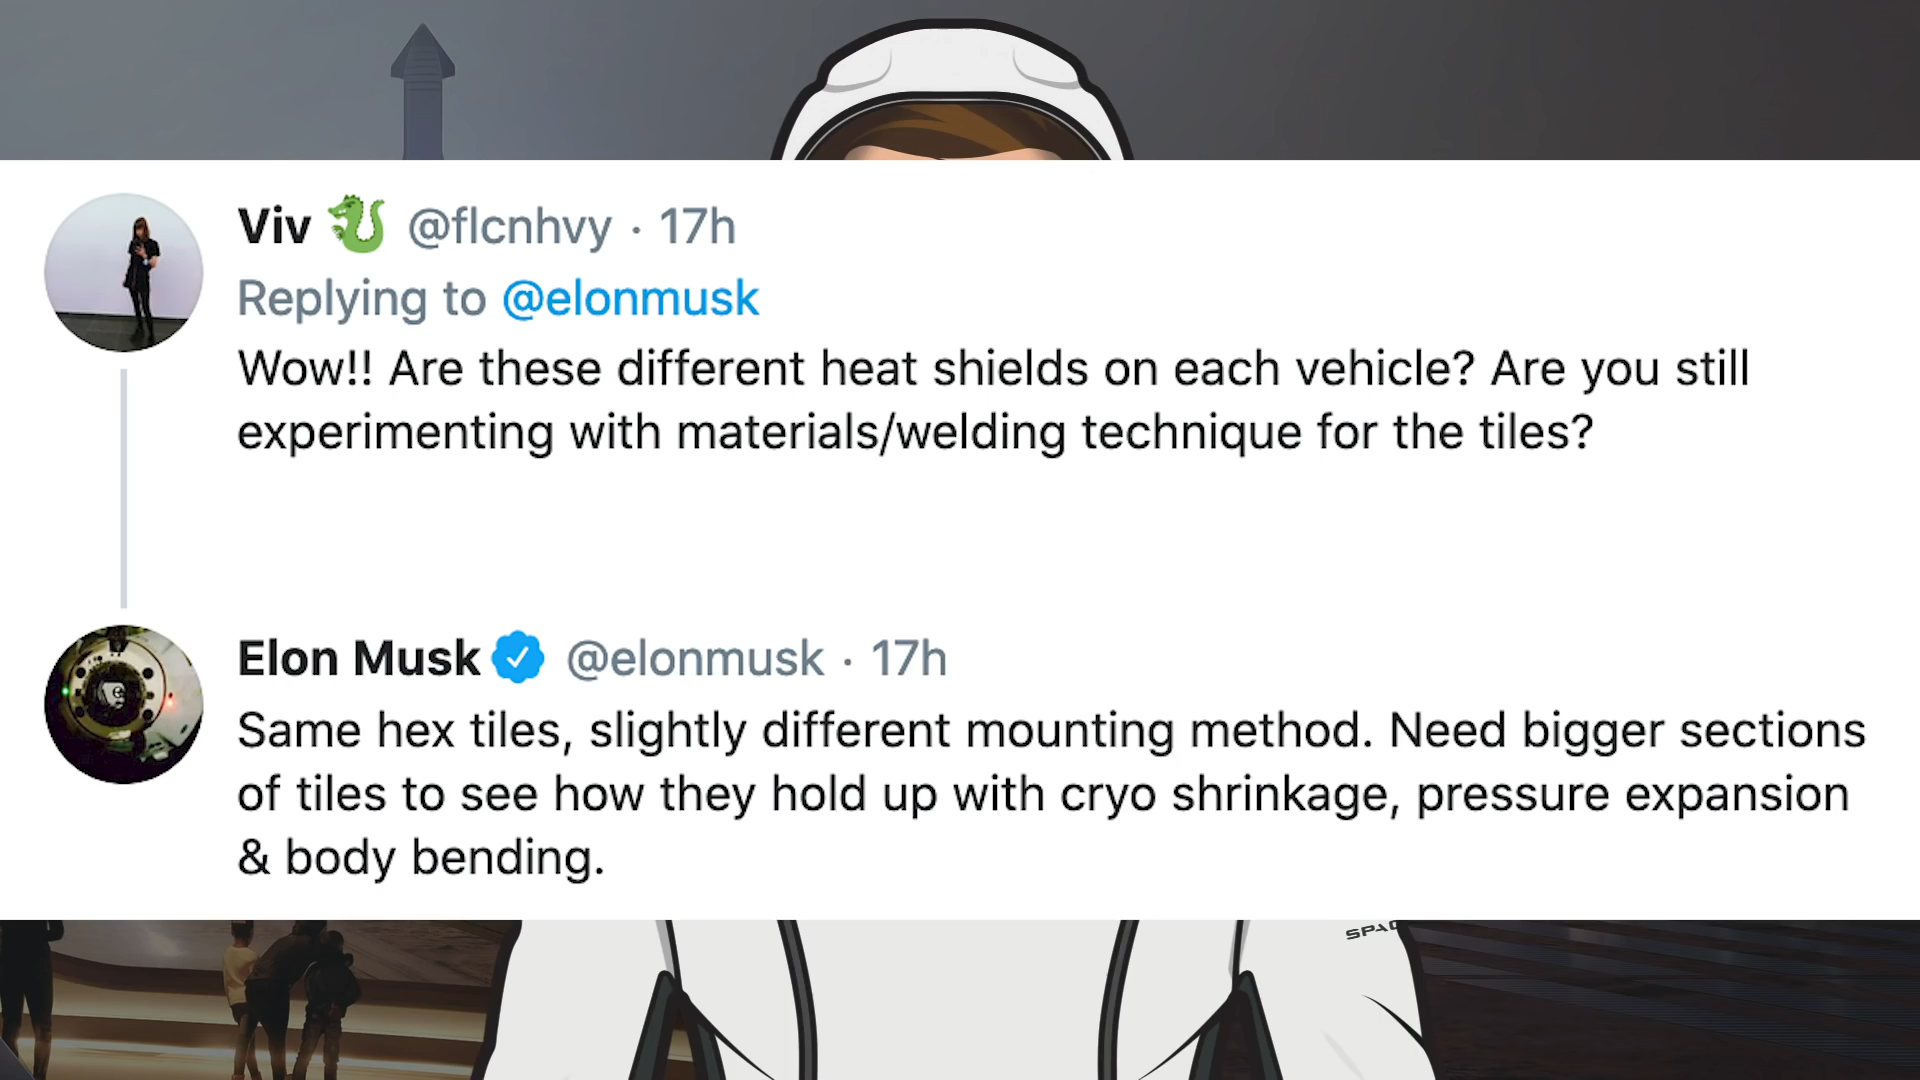 Viv 🐉 @flcnhvy · 17h
Replying to @elonmusk
Wow!! Are these different heat shields on each vehicle? Are you still
experimenting with materials/welding technique for the tiles?
Elon Musk @elonmusk · 17h
Same hex tiles, slightly different mounting method. Need bigger sections
of tiles to see how they hold up with cryo shrinkage, pressure expansion
& body bending.
SPAC